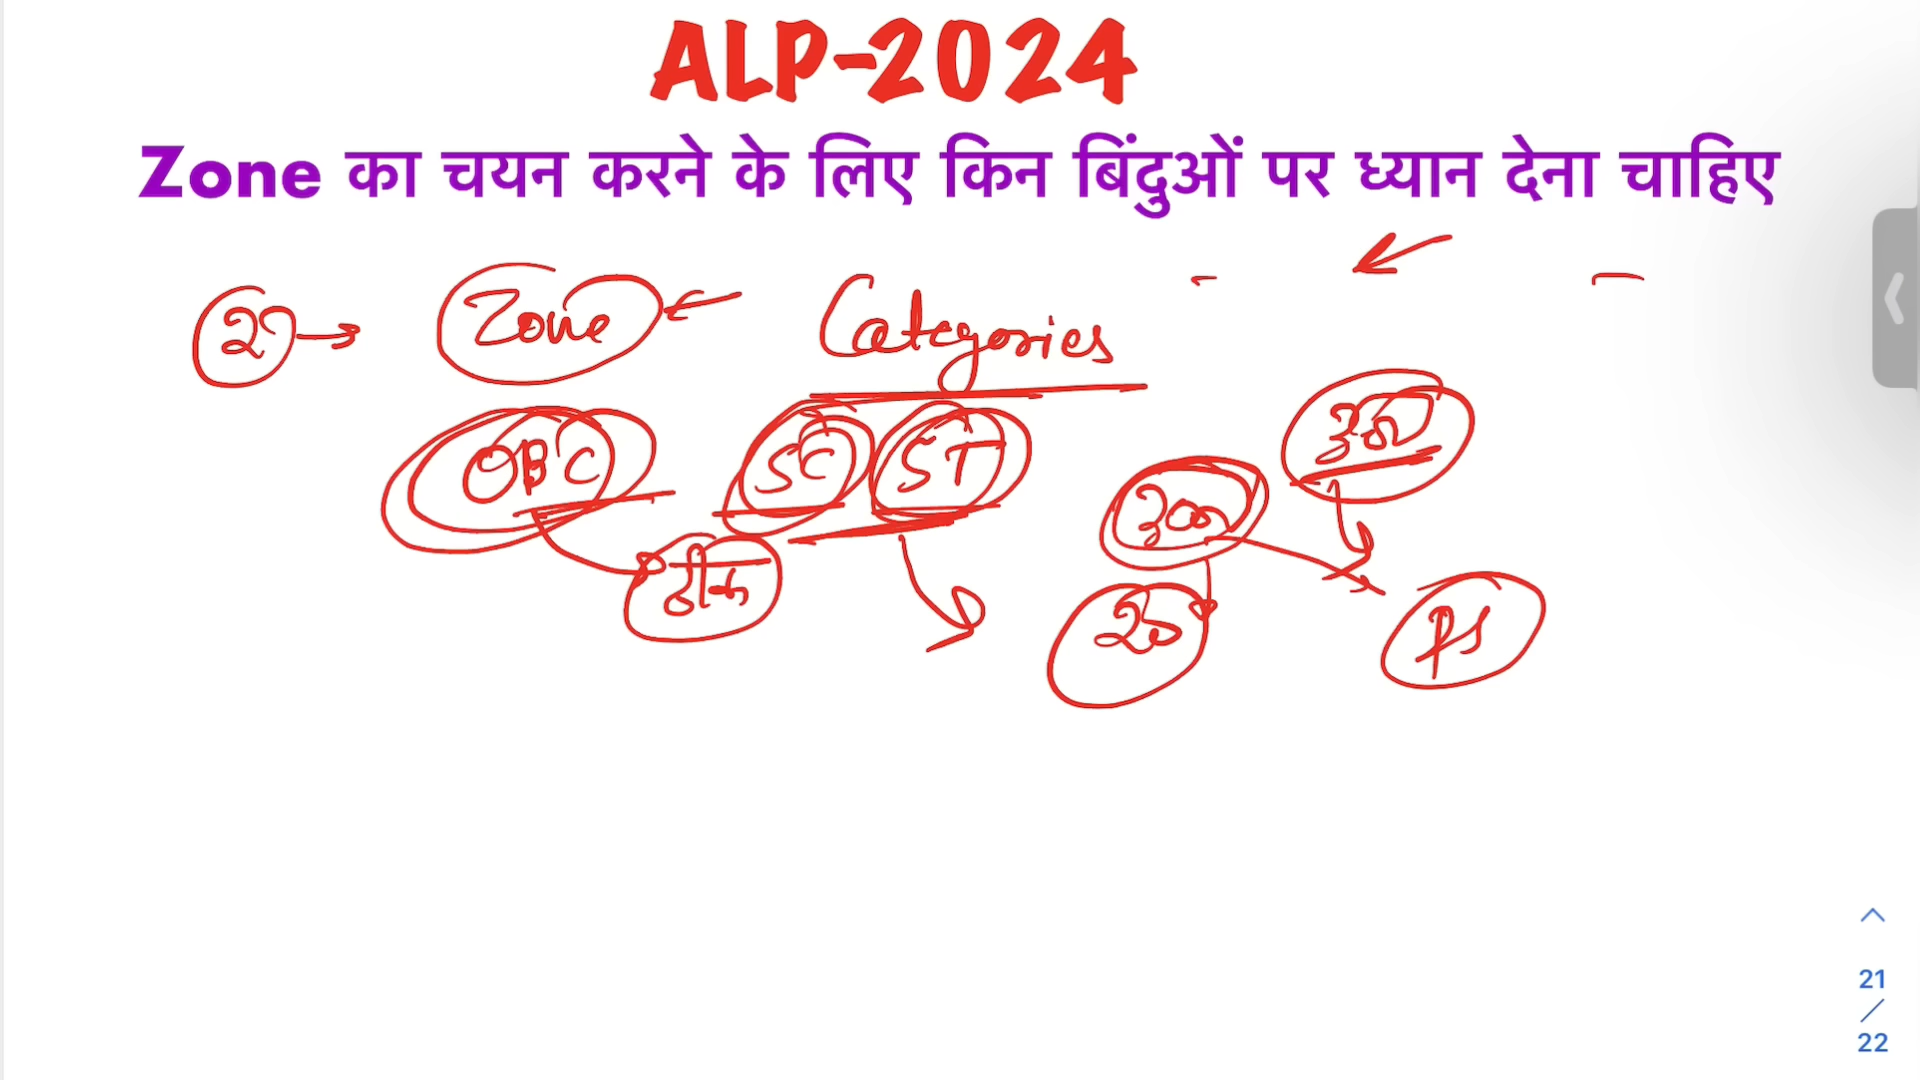 ALP-2024
Zone का चयन करने के लिए किन बिंदुओं पर ध्यान देना चाहिए
Zone Categories
OBC SC ST
ठीक
21
/
22